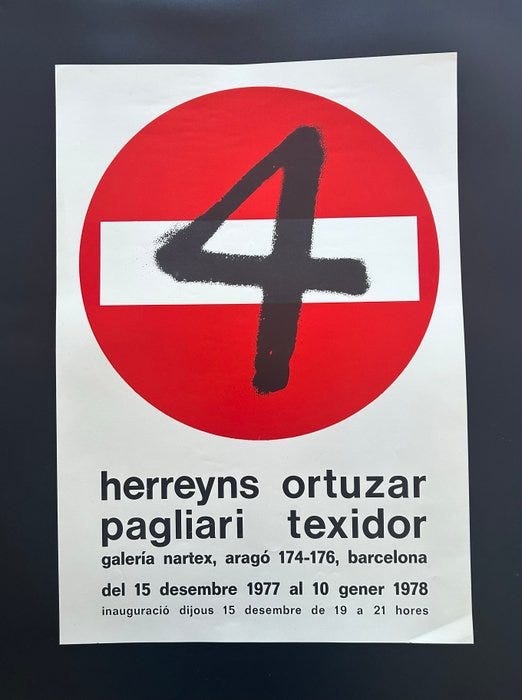 4
herreyns ortuzar
pagliari texidor
galería nartex, aragó 174-176, barcelona
del 15 desembre 1977 al 10 gener 1978
inauguració dijous 15 desembre de 19 a 21 hores